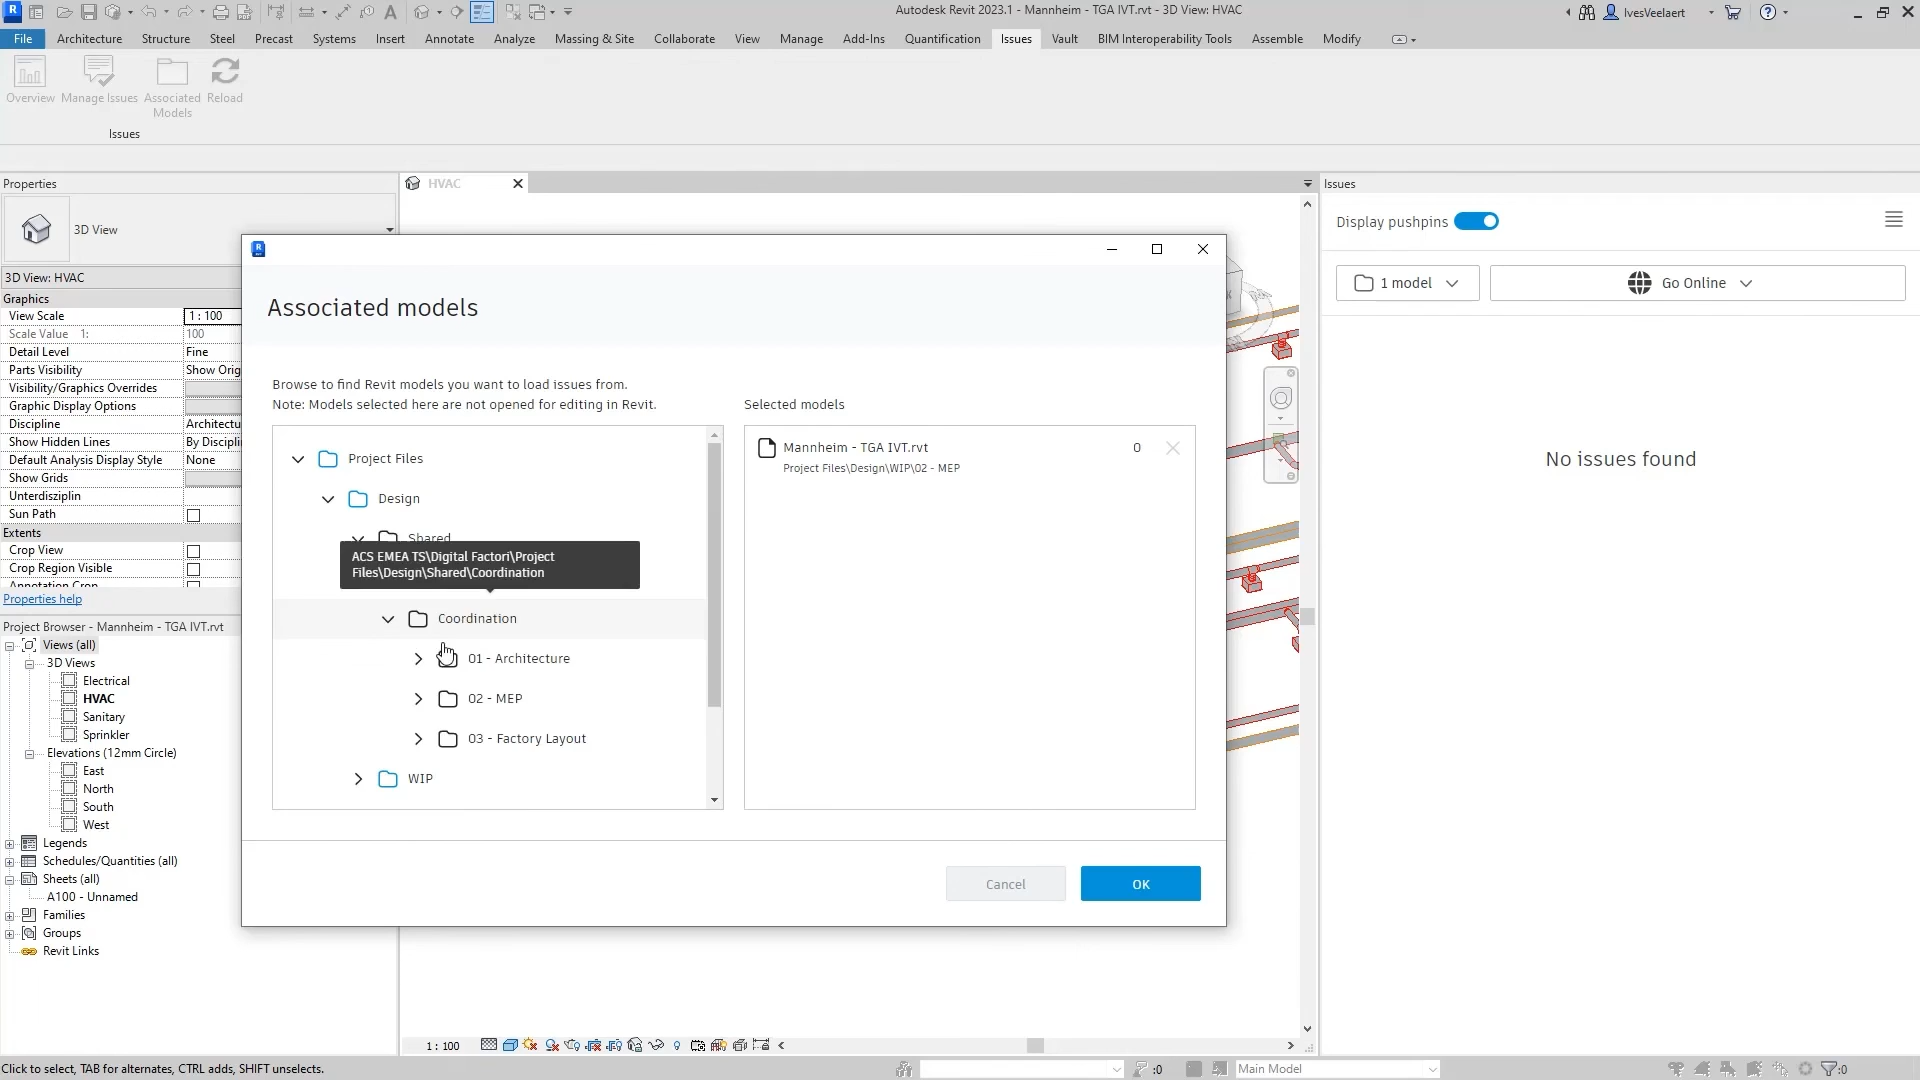 Autodesk Revit 2023.1 - Mannheim - TGA IVT.rvt - 3D View: HVAC
IvesVeelaert
File
Architecture
Structure
Steel
Precast
Systems
Insert
Annotate
Analyze
Massing & Site
Collaborate
View
Manage
Add-Ins
Quantification
Issues
Vault
BIM Interoperability Tools
Assemble
Modify
Overview
Manage Issues
Associated
Models
Reload
Issues
Properties
3D View
3D View: HVAC
Graphics
View Scale
1 : 100
Scale Value 1:
100
Detail Level
Fine
Parts Visibility
Show Orig
Visibility/Graphics Overrides
Graphic Display Options
Discipline
Architectu
Show Hidden Lines
By Discipli
Default Analysis Display Style
None
Show Grids
Unterdisziplin
Sun Path
Extents
Crop View
Crop Region Visible
Annotation Crop
Properties help
Project Browser - Mannheim - TGA IVT.rvt
Views (all)
3D Views
Electrical
HVAC
Sanitary
Sprinkler
Elevations (12mm Circle)
East
North
South
West
Legends
Schedules/Quantities (all)
Sheets (all)
A100 - Unnamed
Families
Groups
Revit Links
HVAC
Associated models
Browse to find Revit models you want to load issues from.
Note: Models selected here are not opened for editing in Revit.
Project Files
Design
Shared
ACS EMEA TS\Digital Factori\Project
Files\Design\Shared\Coordination
Coordination
01 - Architecture
02 - MEP
03 - Factory Layout
WIP
Selected models
Mannheim - TGA IVT.rvt
0
Project Files\Design\WIP\02 - MEP
Cancel
OK
Issues
Display pushpins
1 model
Go Online
No issues found
1 : 100
Click to select, TAB for alternates, CTRL adds, SHIFT unselects.
:0
Main Model
:0